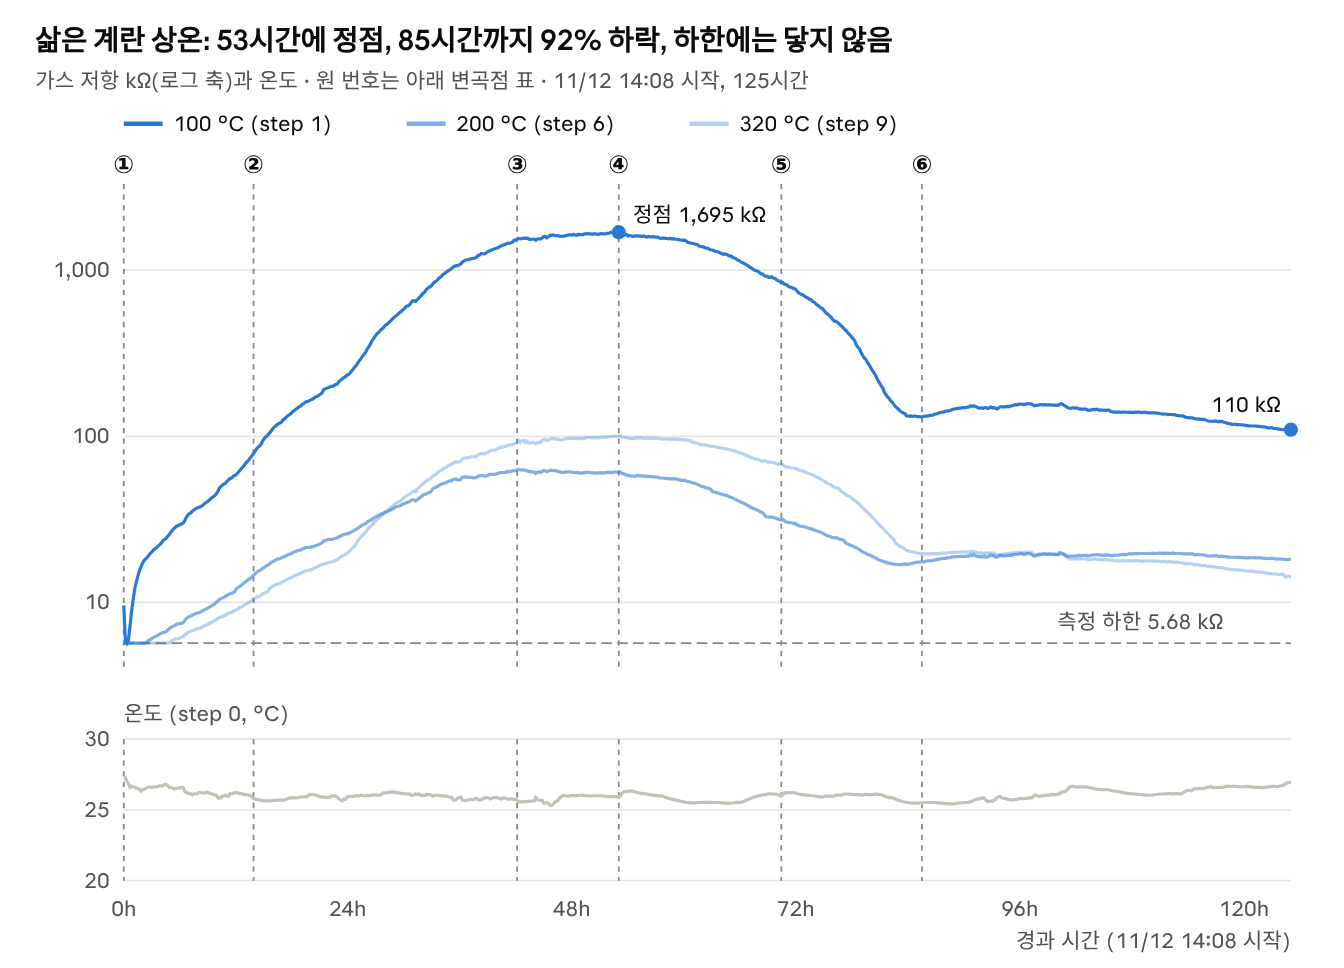 삶은 계란 상온: 53시간에 정점, 85시간까지 92% 하락, 하한에는 닿지 않음
가스 저항 kΩ(로그 축)과 온도 · 원 번호는 아래 변곡점 표 · 11/12 14:08 시작, 125시간
100 °C (step 1)
200 °C (step 6)
320 °C (step 9)
① ② ③ ④ ⑤ ⑥
정점 1,695 kΩ
1,000
110 kΩ
100
10
측정 하한 5.68 kΩ
온도 (step 0, °C)
30
25
20
0h 24h 48h 72h 96h 120h
경과 시간 (11/12 14:08 시작)